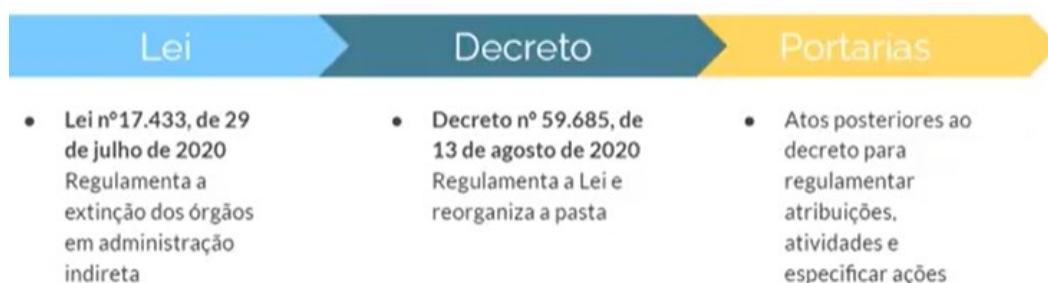 Lei
Decreto
Portarias
• Lei nº17.433, de 29
de julho de 2020
Regulamenta a
extinção dos órgãos
em administração
indireta
• Decreto nº 59.685, de
13 de agosto de 2020
Regulamenta a Lei e
reorganiza a pasta
• Atos posteriores ao
decreto para
regulamentar
atribuições,
atividades e
especificar ações